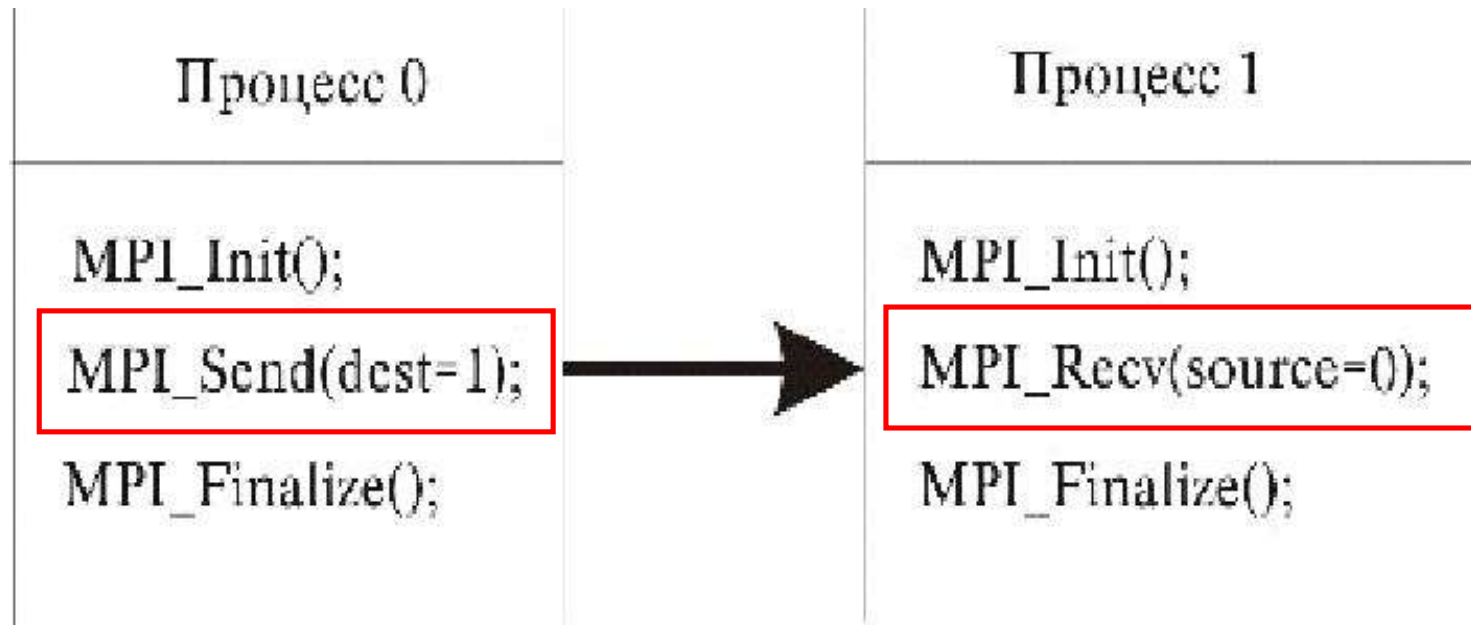 Процесс 0
MPI_Init();
MPI_Send(dest=1);
MPI_Finalize();
Процесс 1
MPI_Init();
MPI_Recv(source=0);
MPI_Finalize();